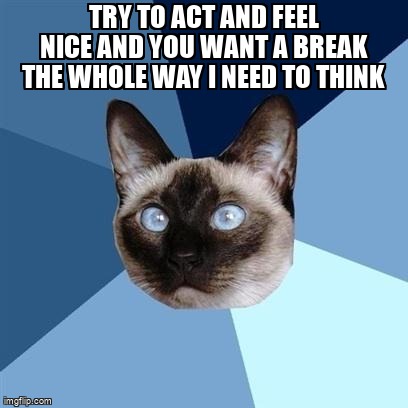 TRY TO ACT AND FEEL
NICE AND YOU WANT A BREAK
THE WHOLE WAY I NEED TO THINK
imgflip.com